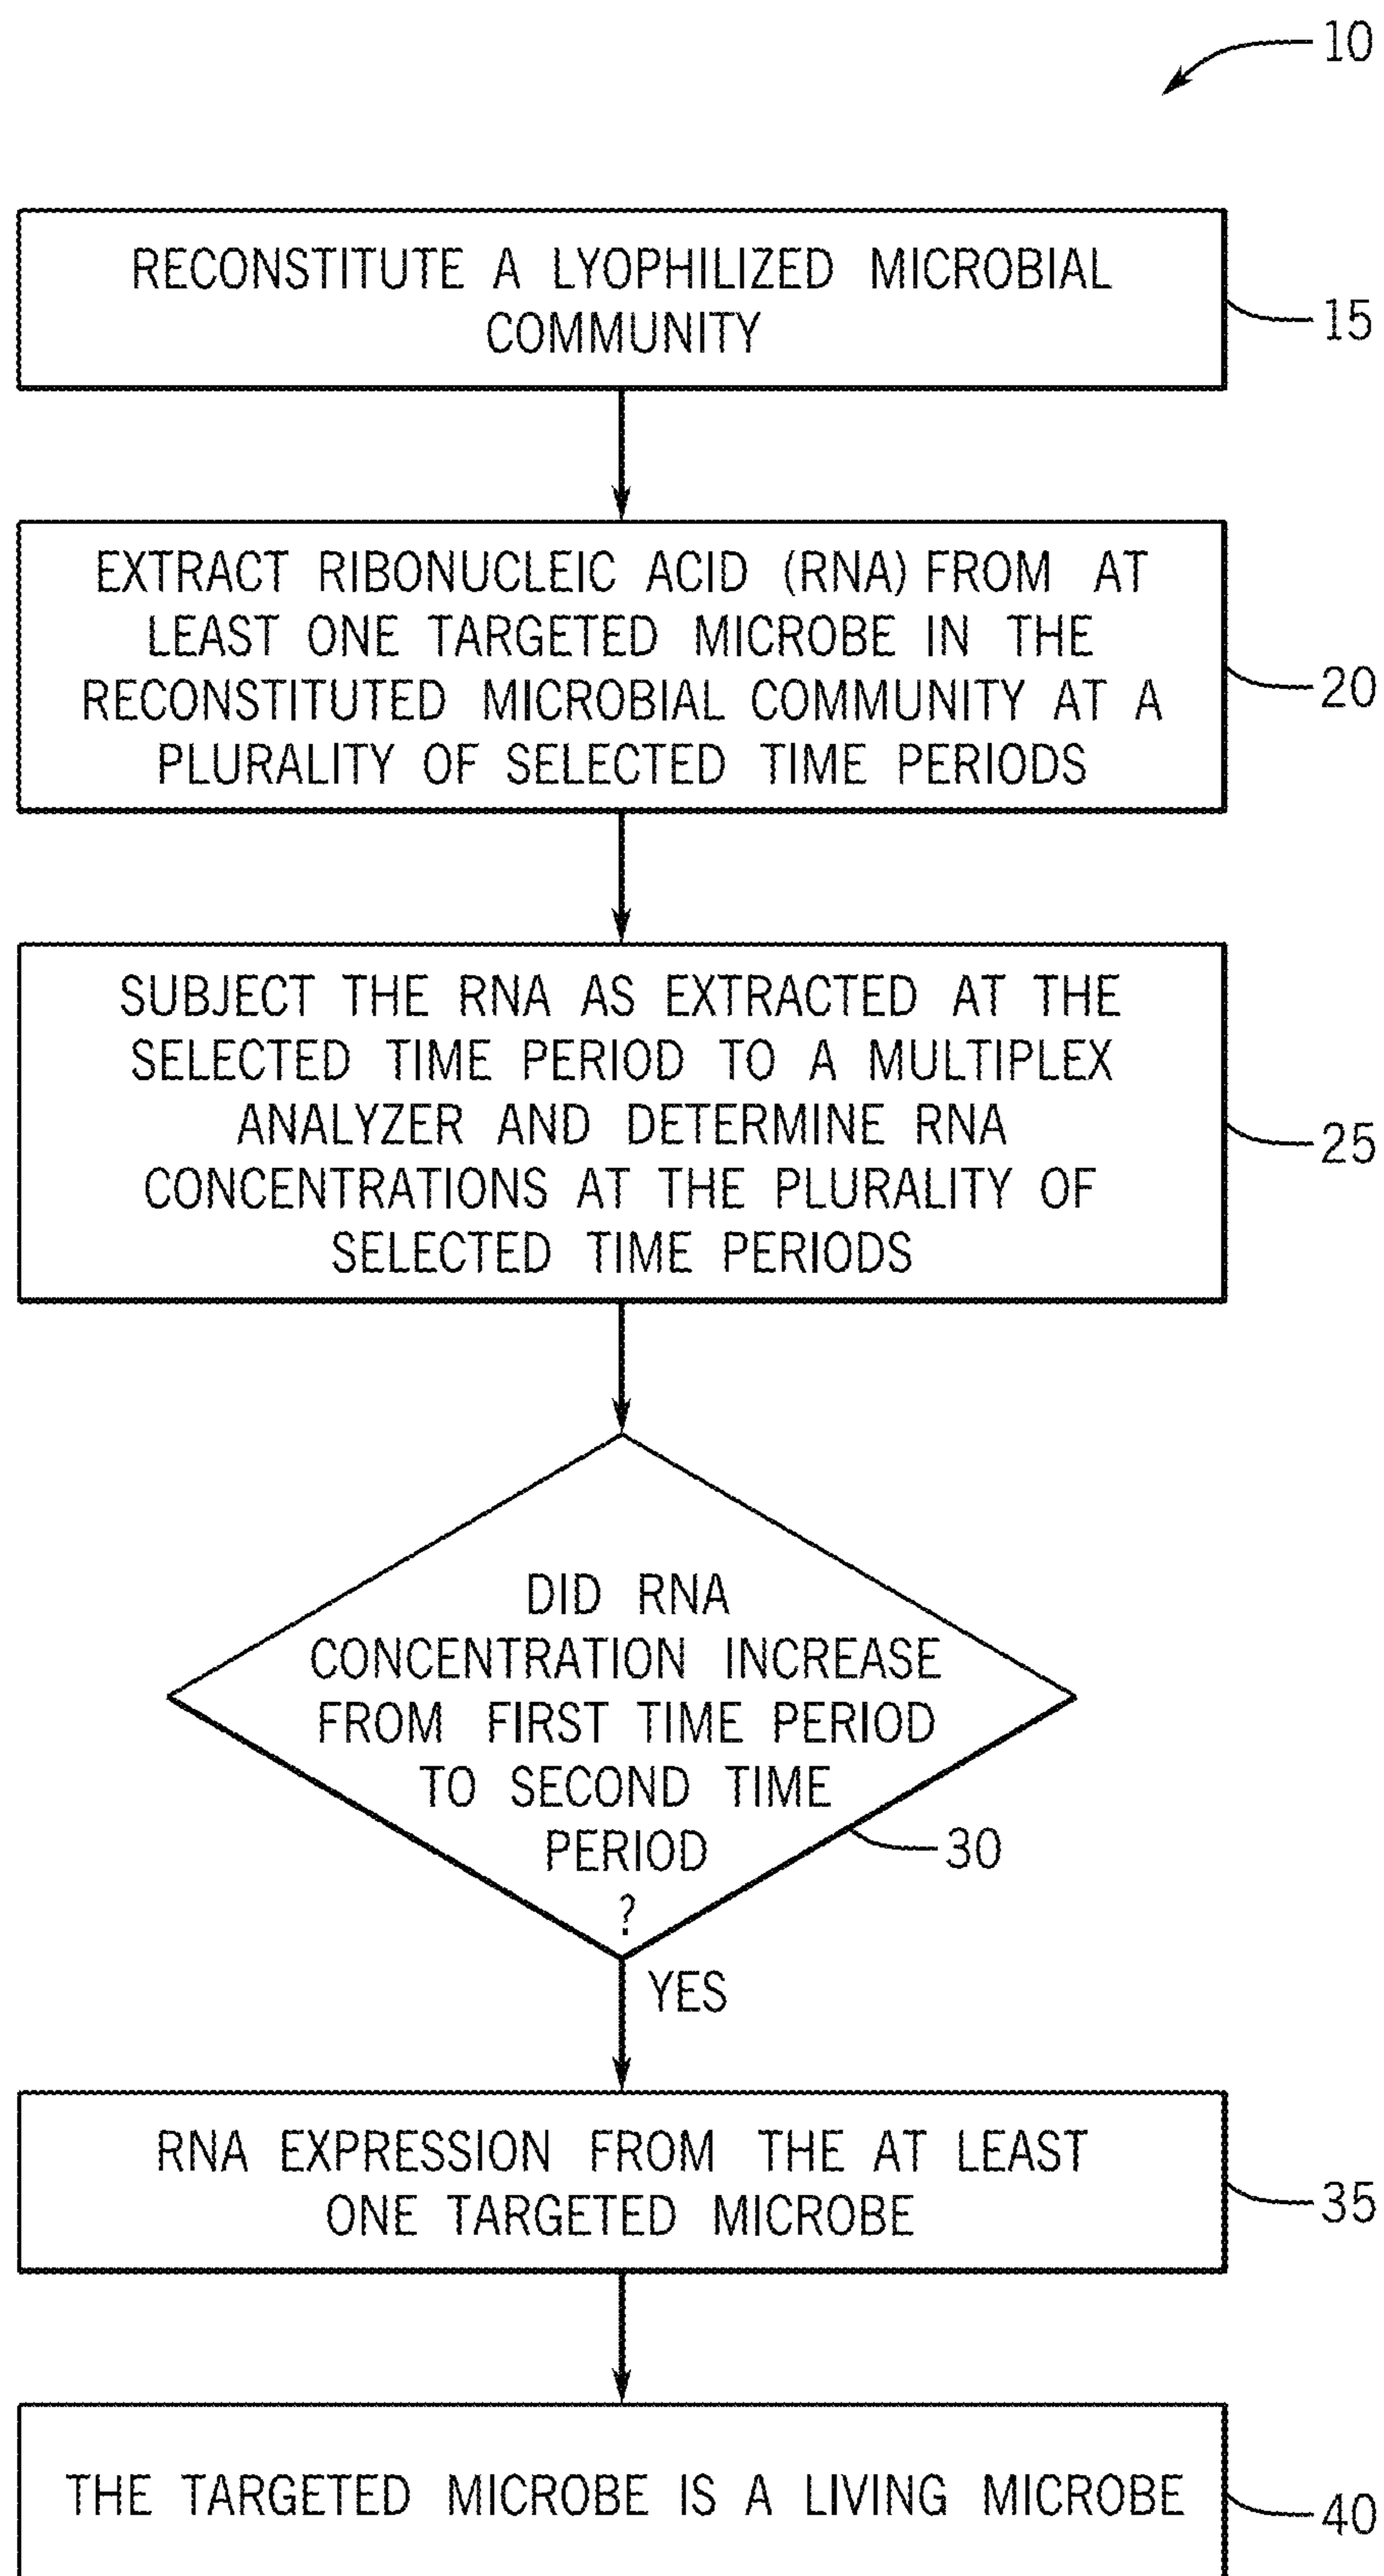 10
RECONSTITUTE A LYOPHILIZED MICROBIAL
COMMUNITY
15
EXTRACT RIBONUCLEIC ACID (RNA) FROM AT
LEAST ONE TARGETED MICROBE IN THE
RECONSTITUTED MICROBIAL COMMUNITY AT A
PLURALITY OF SELECTED TIME PERIODS
20
SUBJECT THE RNA AS EXTRACTED AT THE
SELECTED TIME PERIOD TO A MULTIPLEX
ANALYZER AND DETERMINE RNA
CONCENTRATIONS AT THE PLURALITY OF
SELECTED TIME PERIODS
25
DID RNA
CONCENTRATION INCREASE
FROM FIRST TIME PERIOD
TO SECOND TIME
PERIOD
?
30
YES
RNA EXPRESSION FROM THE AT LEAST
ONE TARGETED MICROBE
35
THE TARGETED MICROBE IS A LIVING MICROBE
40